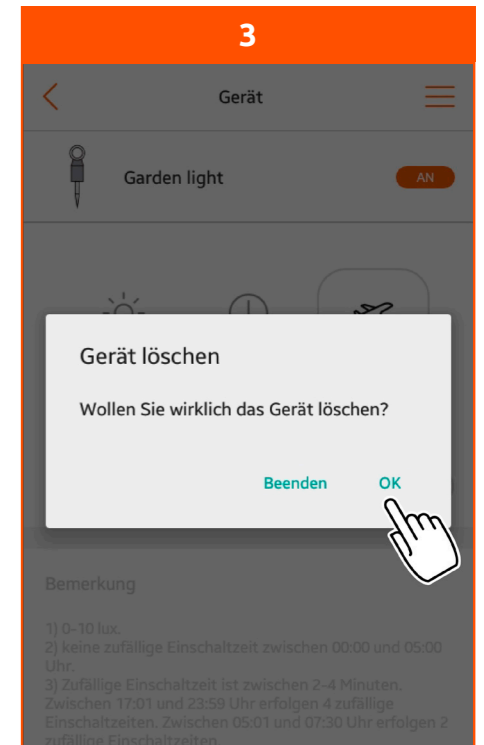 3
Gerät
Garden light
AN
Gerät löschen
Wollen Sie wirklich das Gerät löschen?
Beenden OK
Bemerkung
1) 0-10 lux.
2) keine zufällige Einschaltzeit zwischen 00:00 und 05:00
Uhr.
3) Zufällige Einschaltzeit ist zwischen 2-4 Minuten.
Zwischen 17:01 und 23:59 Uhr erfolgen 4 zufällige
Einschaltzeiten. Zwischen 05:01 und 07:30 Uhr erfolgen 2
zufällige Einschaltzeiten.